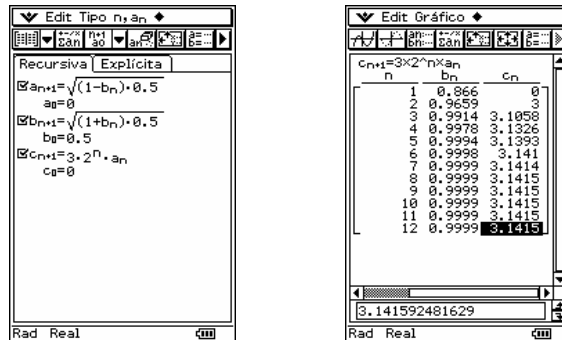 Edit Tipo n,an ◆
Recursiva Explícita
☑an+1=√(1-bn)·0.5
a0=0
☑bn+1=√(1+bn)·0.5
b0=0.5
☑cn+1=3·2^n·an
c0=0
Rad Real
Edit Gráfico ◆
cn+1=3×2^n×an
n bn cn
1 0.866 0
2 0.9659 3
3 0.9914 3.1058
4 0.9978 3.1326
5 0.9994 3.1393
6 0.9998 3.141
7 0.9999 3.1414
8 0.9999 3.1415
9 0.9999 3.1415
10 0.9999 3.1415
11 0.9999 3.1415
12 0.9999 3.1415
3.141592481629
Rad Real